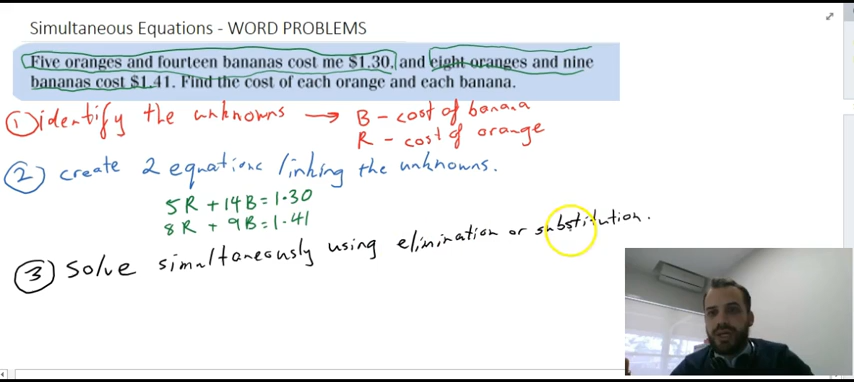 Simultaneous Equations - WORD PROBLEMS
Five oranges and fourteen bananas cost me $1.30, and eight oranges and nine
bananas cost $1.41. Find the cost of each orange and each banana.
① identify the unknowns → B - cost of banana
R - cost of orange
② create 2 equations linking the unknowns.
5R + 14B = 1.30
8R + 9B = 1.41
③ Solve simultaneously using elimination or substitution.